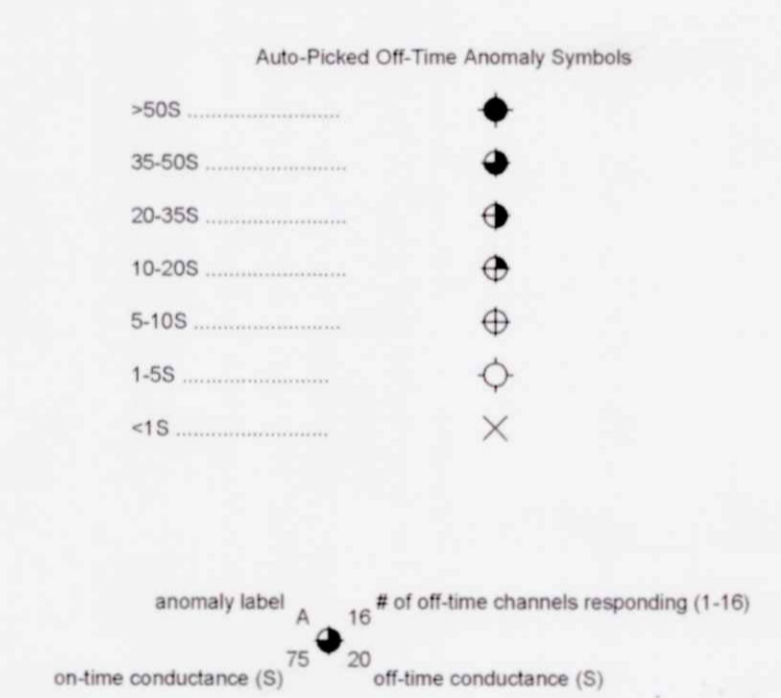 Auto-Picked Off-Time Anomaly Symbols
>50S ............................
35-50S ..........................
20-35S ..........................
10-20S ..........................
5-10S ...........................
1-5S ...........................
<1S ............................
anomaly label A 16 # of off-time channels responding (1-16)
on-time conductance (S) 75 20 off-time conductance (S)